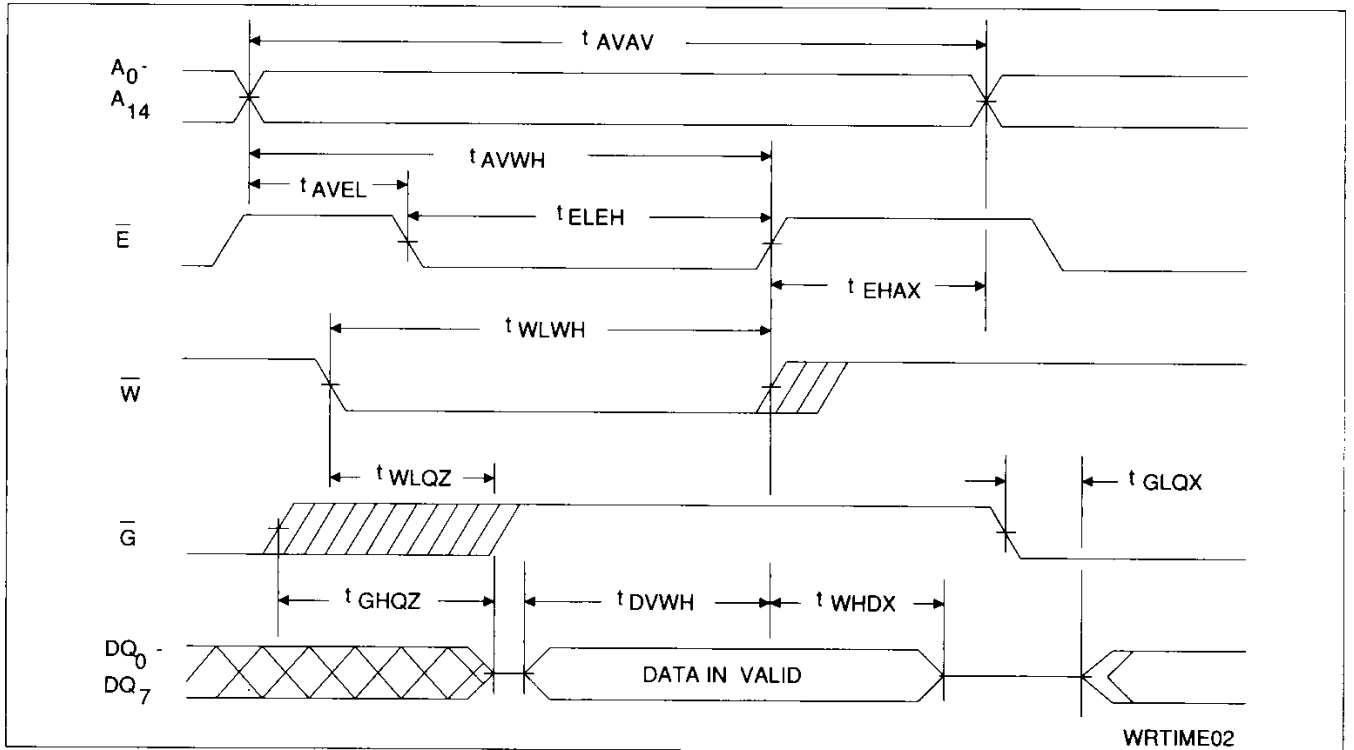 t AVAV
A0-
A14
t AVWH
t AVEL
t ELEH
E
t EHAX
t WLWH
W
t WLQZ
t GLQX
G
t GHQZ
t DVWH
t WHDX
DQ0 -
DQ7
DATA IN VALID
WRTIME02